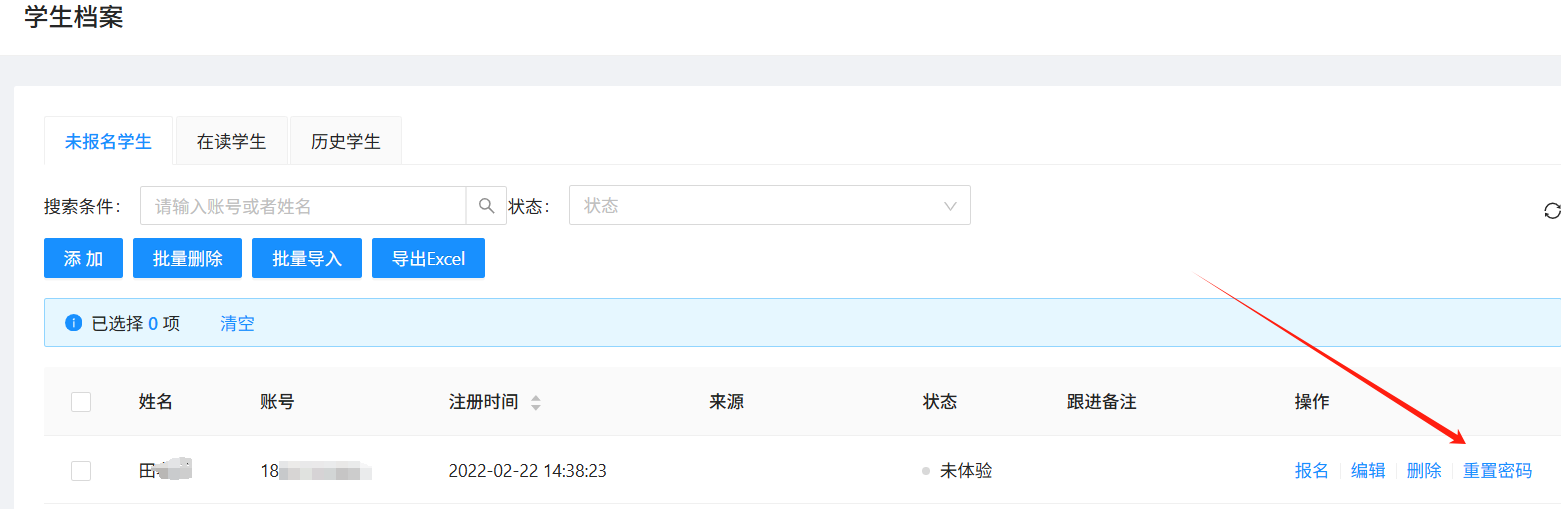 学生档案
未报名学生 在读学生 历史学生
搜索条件： 请输入账号或者姓名 状态： 状态
添 加 批量删除 批量导入 导出Excel
已选择 0 项 清空
姓名 账号 注册时间 来源 状态 跟进备注 操作
田 18 2022-02-22 14:38:23 未体验 报名 编辑 删除 重置密码